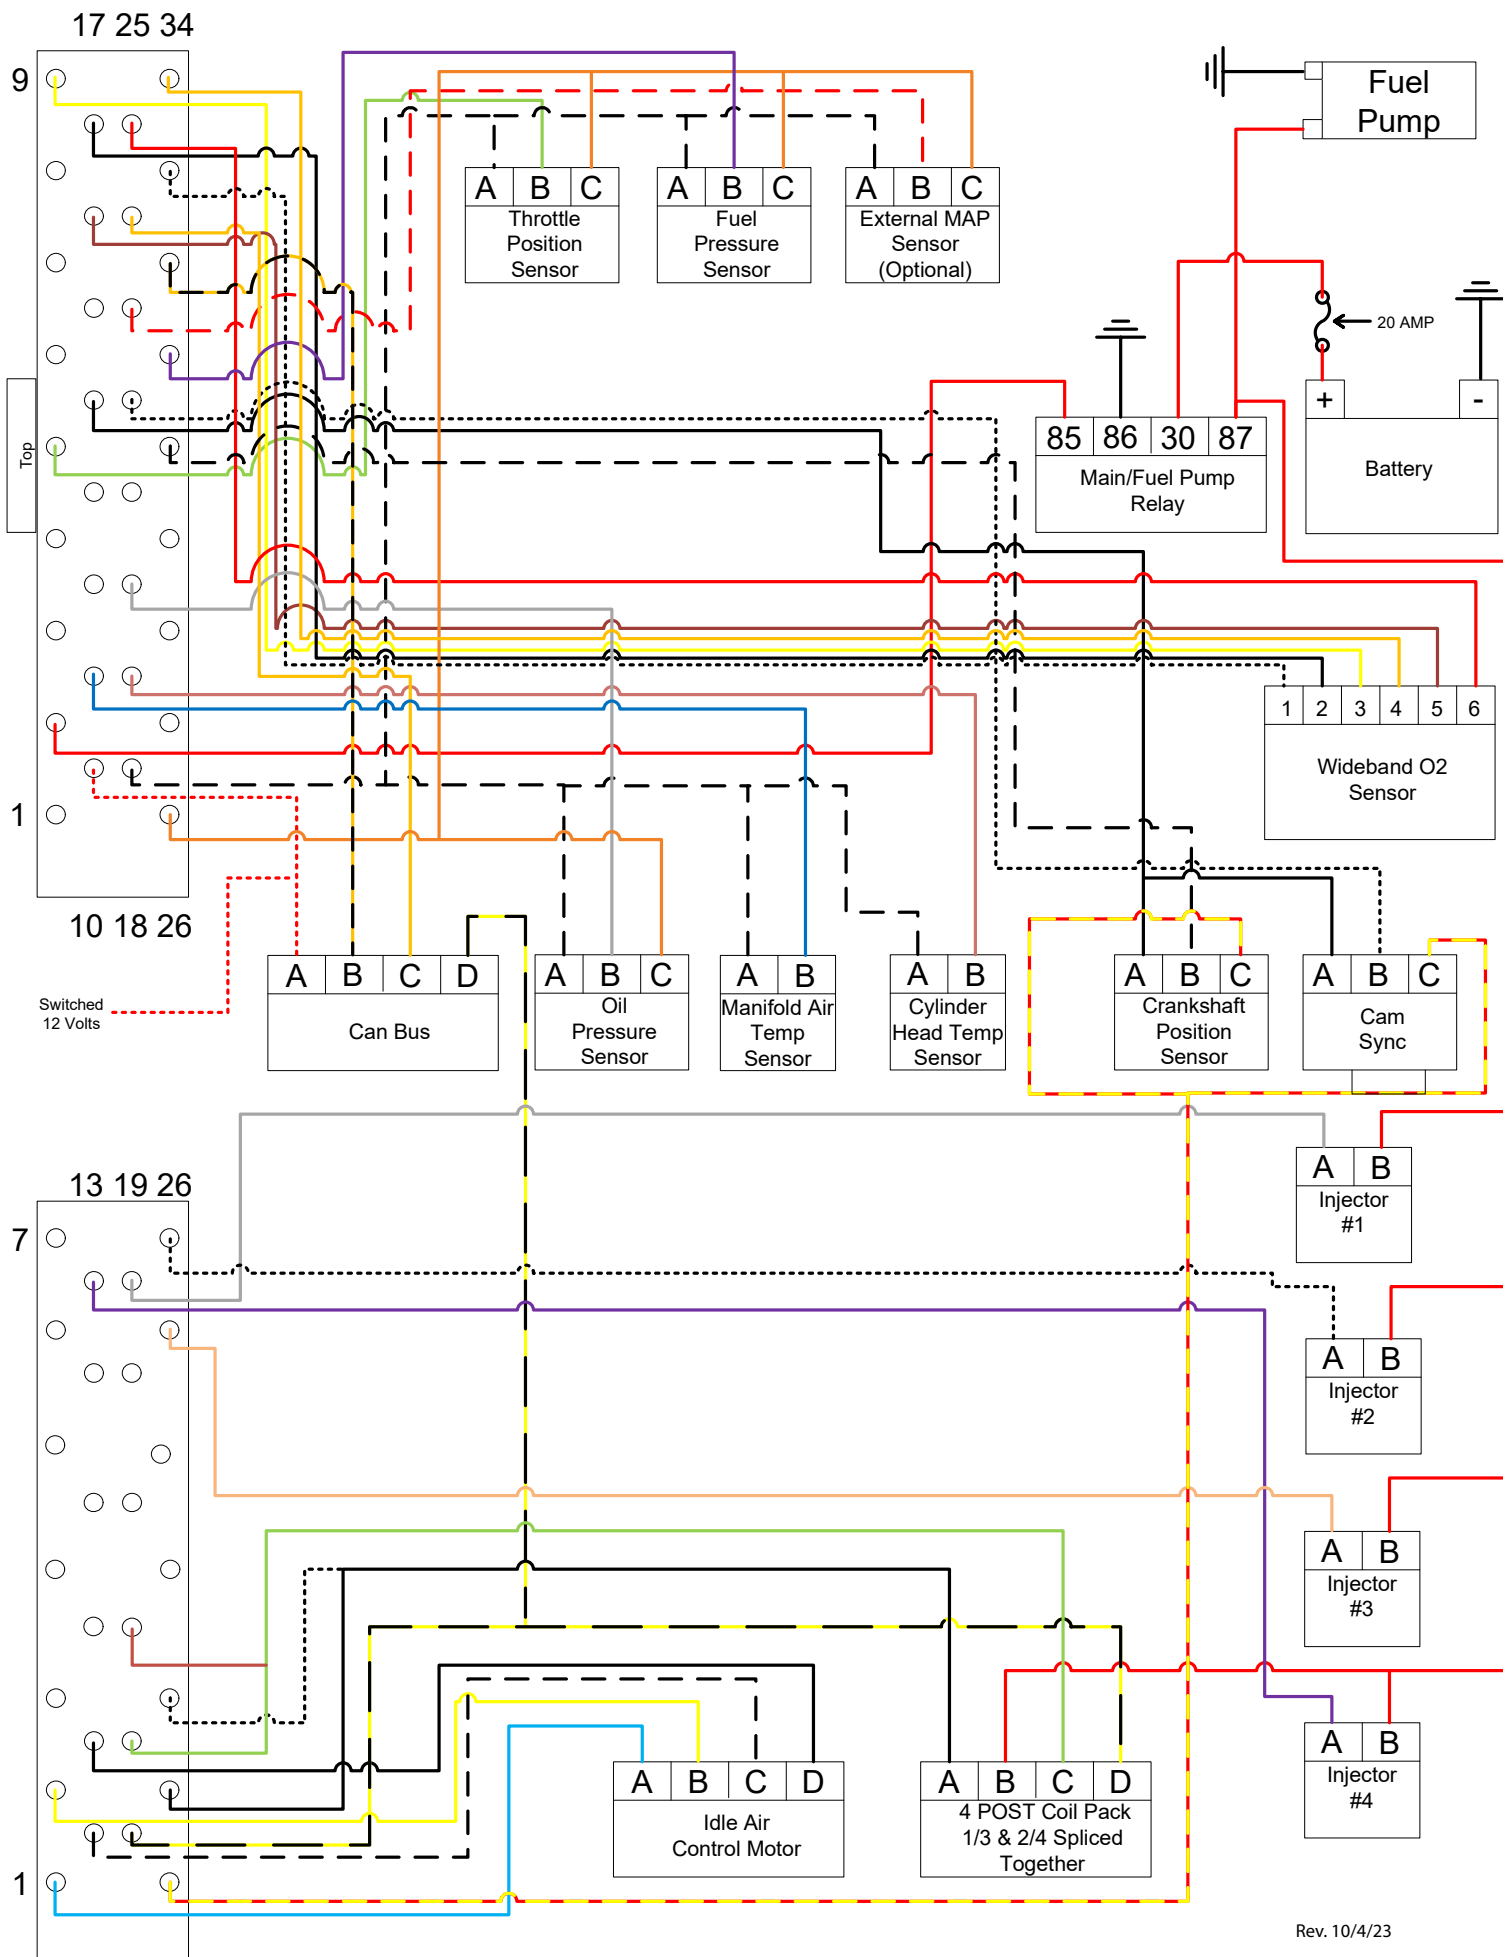 17 25 34
9
Top
1
10 18 26
A B C
Throttle
Position
Sensor
A B C
Fuel
Pressure
Sensor
A B C
External MAP
Sensor
(Optional)
Fuel
Pump
20 AMP
85 86 30 87
Main/Fuel Pump
Relay
+ -
Battery
1 2 3 4 5 6
Wideband O2
Sensor
Switched
12 Volts
A B C D
Can Bus
A B C
Oil
Pressure
Sensor
A B
Manifold Air
Temp
Sensor
A B
Cylinder
Head Temp
Sensor
A B C
Crankshaft
Position
Sensor
A B C
Cam
Sync
13 19 26
7
1
A B
Injector
#1
A B
Injector
#2
A B
Injector
#3
A B
Injector
#4
A B C D
Idle Air
Control Motor
A B C D
4 POST Coil Pack
1/3 & 2/4 Spliced
Together
Rev. 10/4/23